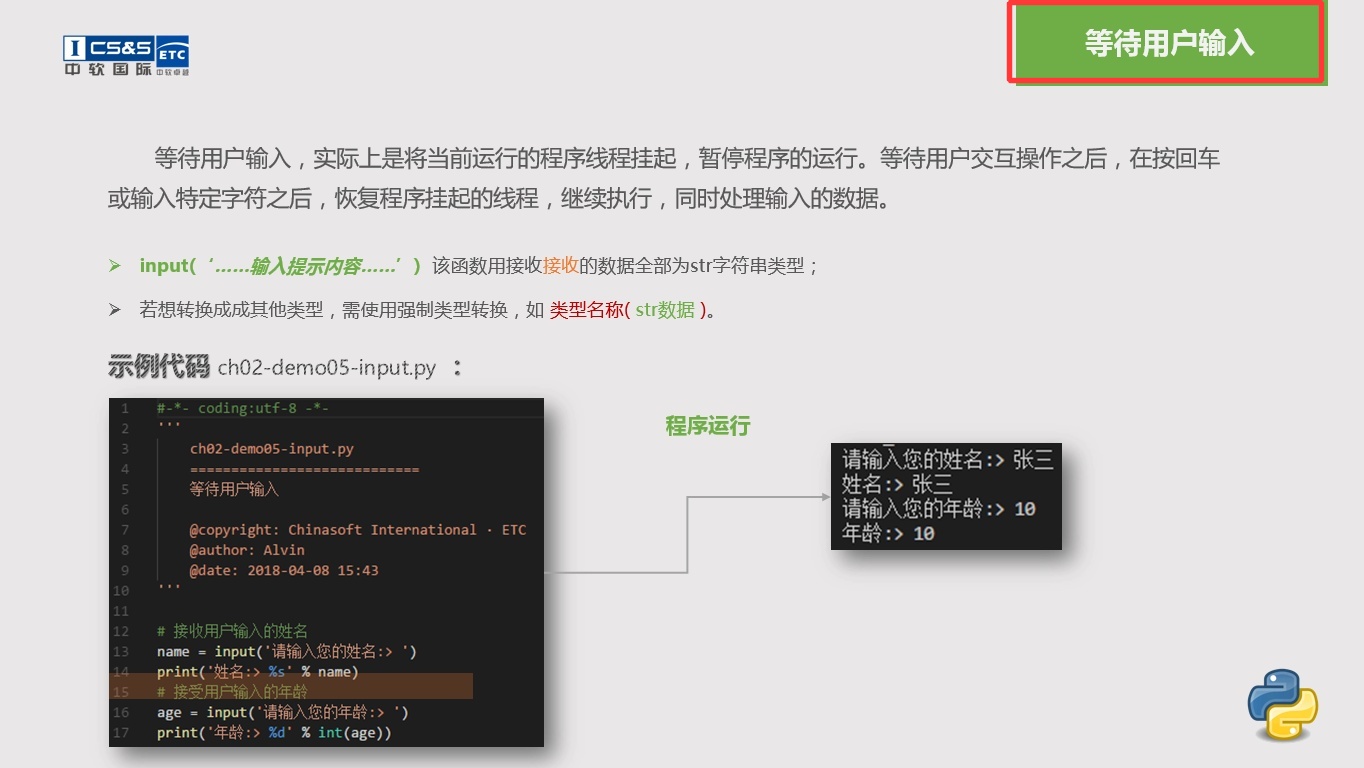 I CS&S ETC
中软国际 中软卓越
等待用户输入
等待用户输入，实际上是将当前运行的程序线程挂起，暂停程序的运行。等待用户交互操作之后，在按回车
或输入特定字符之后，恢复程序挂起的线程，继续执行，同时处理输入的数据。
input(‘……输入提示内容……’) 该函数用接收接收的数据全部为str字符串类型；
若想转换成成其他类型，需使用强制类型转换，如 类型名称( str数据 )。
示例代码 ch02-demo05-input.py ：
1 #-*- coding:utf-8 -*-
2 '''
3 ch02-demo05-input.py
4 ============================
5 等待用户输入
6
7 @copyright: Chinasoft International · ETC
8 @author: Alvin
9 @date: 2018-04-08 15:43
10 '''
11
12 # 接收用户输入的姓名
13 name = input('请输入您的姓名:> ')
14 print('姓名:> %s' % name)
15 # 接受用户输入的年龄
16 age = input('请输入您的年龄:> ')
17 print('年龄:> %d' % int(age))
程序运行
请输入您的姓名:> 张三
姓名:> 张三
请输入您的年龄:> 10
年龄:> 10